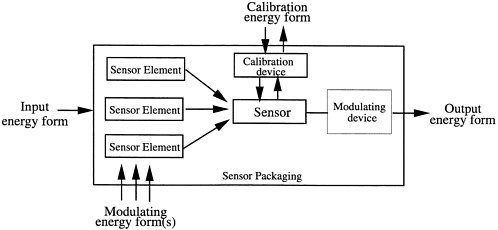 Calibration
energy form
Sensor Element
Calibration
device
Input
energy form
Sensor Element
Sensor
Modulating
device
Output
energy form
Sensor Element
Sensor Packaging
Modulating
energy form(s)